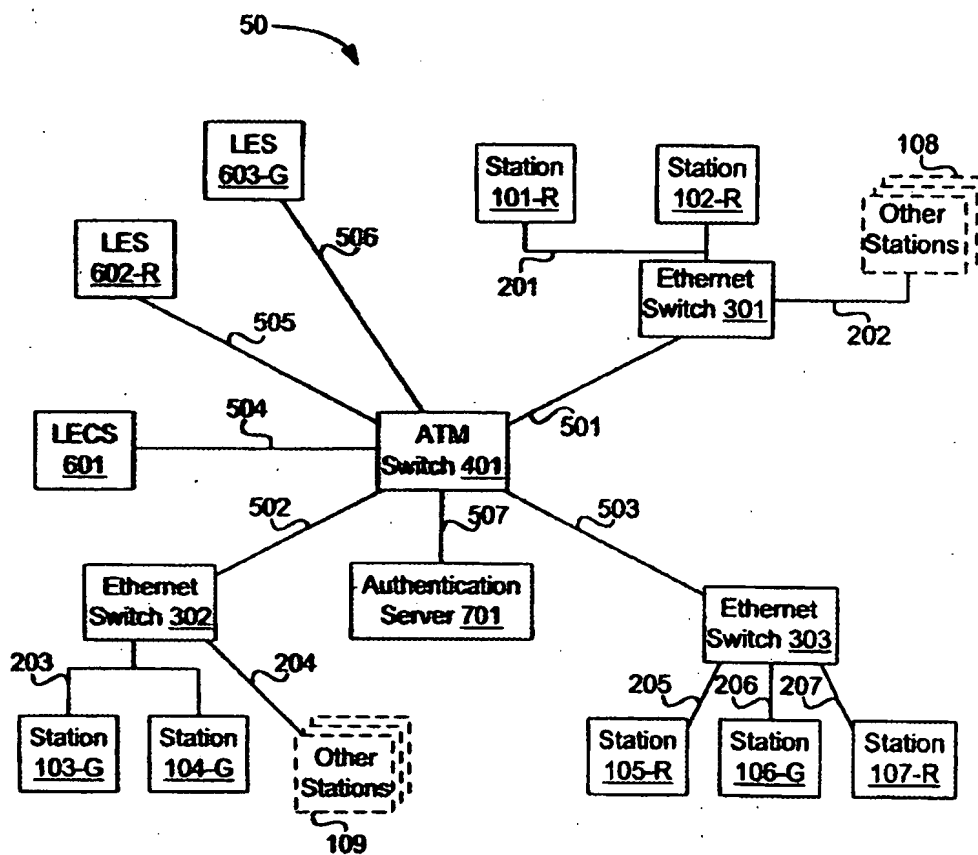 50
LES
603-G
506
Station
101-R
Station
102-R
108
Other
Stations
LES
602-R
201
Ethernet
Switch 301
202
505
504
501
LECS
601
ATM
Switch 401
502
507
503
Ethernet
Switch 302
Authentication
Server 701
Ethernet
Switch 303
203
204
205
206
207
Station
103-G
Station
104-G
Other
Stations
109
Station
105-R
Station
106-G
Station
107-R